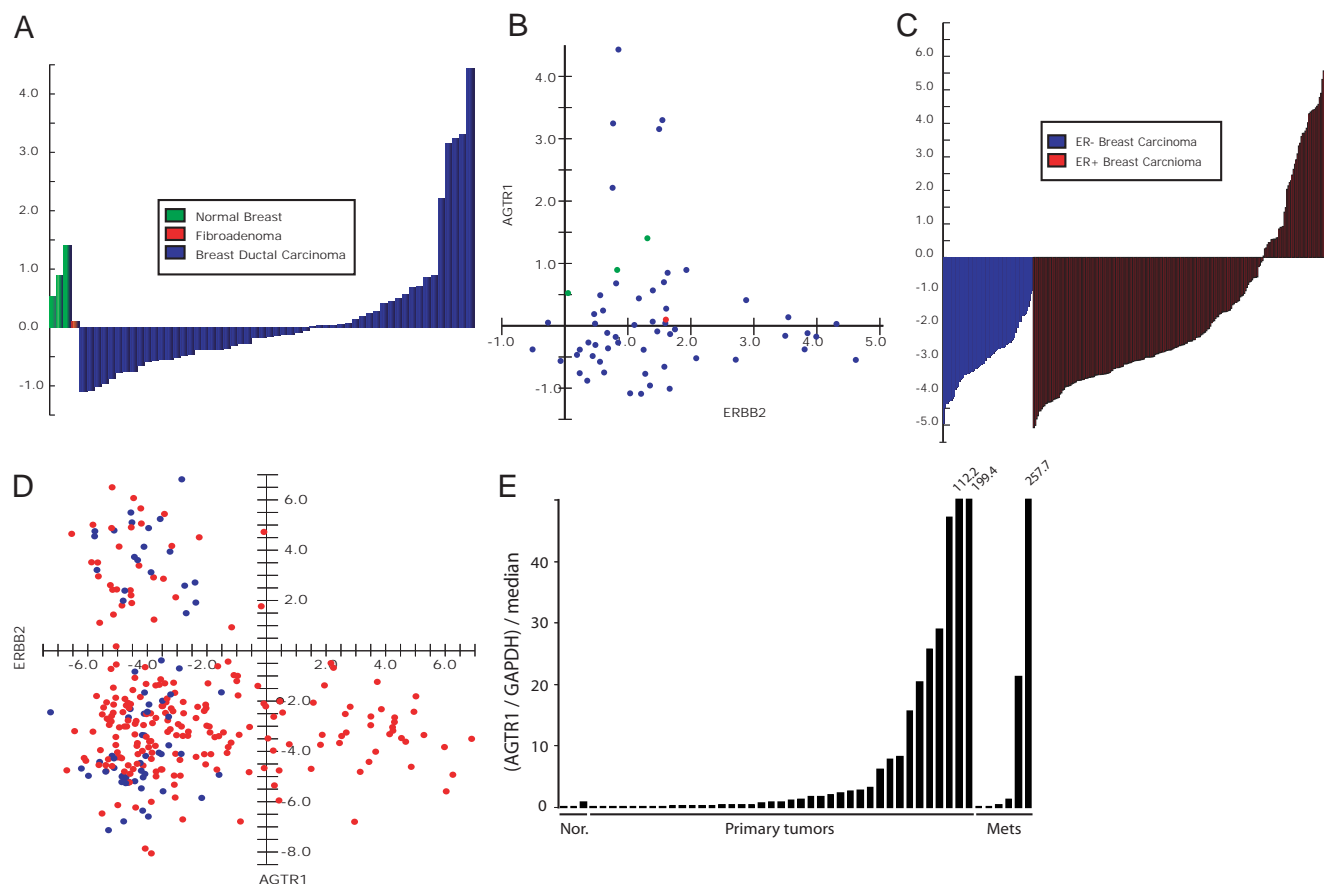 A
4.0
3.0
2.0
1.0
0.0
-1.0
Normal Breast
Fibroadenoma
Breast Ductal Carcinoma
B
AGTR1
4.0
3.0
2.0
1.0
-1.0
-1.0
1.0
2.0
3.0
4.0
5.0
ERBB2
C
6.0
5.0
4.0
3.0
2.0
1.0
0.0
-1.0
-2.0
-3.0
-4.0
-5.0
ER- Breast Carcinoma
ER+ Breast Carcnioma
D
ERBB2
6.0
4.0
2.0
-2.0
-4.0
-6.0
-8.0
-6.0
-4.0
-2.0
2.0
4.0
6.0
AGTR1
E
(AGTR1 / GAPDH) / median
40
30
20
10
0
112.2
199.4
257.7
Nor.
Primary tumors
Mets